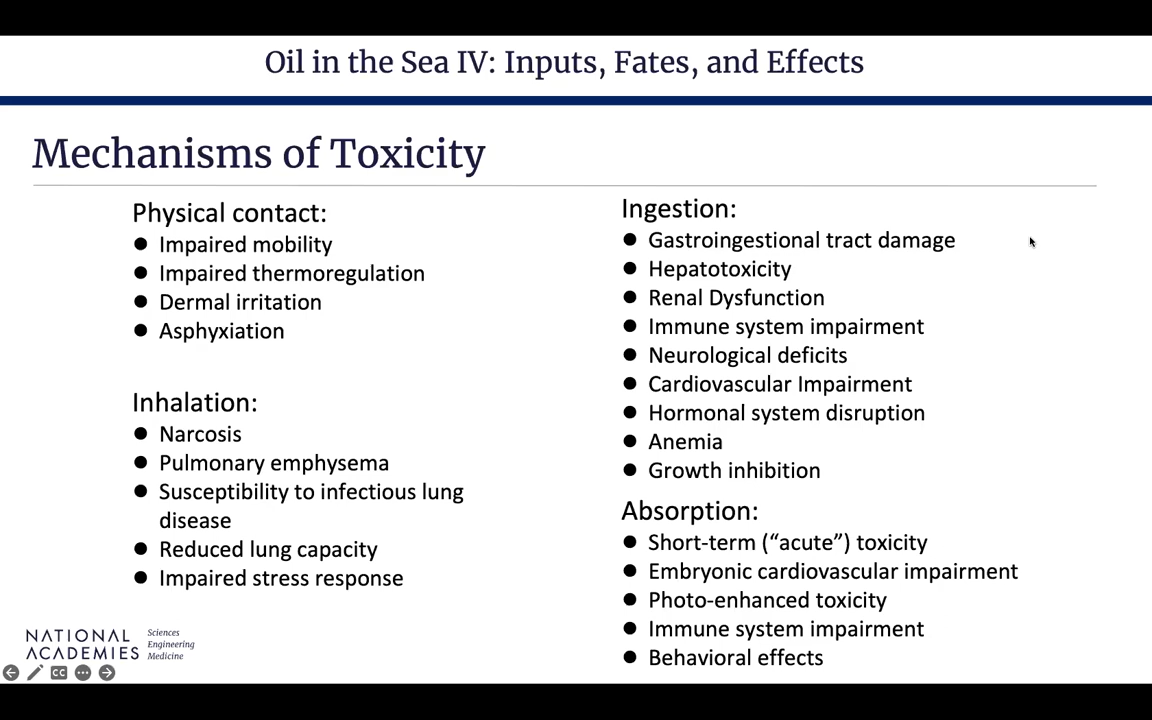 Oil in the Sea IV: Inputs, Fates, and Effects
Mechanisms of Toxicity
Physical contact:
● Impaired mobility
● Impaired thermoregulation
● Dermal irritation
● Asphyxiation
Inhalation:
● Narcosis
● Pulmonary emphysema
● Susceptibility to infectious lung
disease
● Reduced lung capacity
● Impaired stress response
Ingestion:
● Gastroingestional tract damage
● Hepatotoxicity
● Renal Dysfunction
● Immune system impairment
● Neurological deficits
● Cardiovascular Impairment
● Hormonal system disruption
● Anemia
● Growth inhibition
Absorption:
● Short-term (“acute”) toxicity
● Embryonic cardiovascular impairment
● Photo-enhanced toxicity
● Immune system impairment
● Behavioral effects
NATIONAL
ACADEMIES
Sciences
Engineering
Medicine
CC